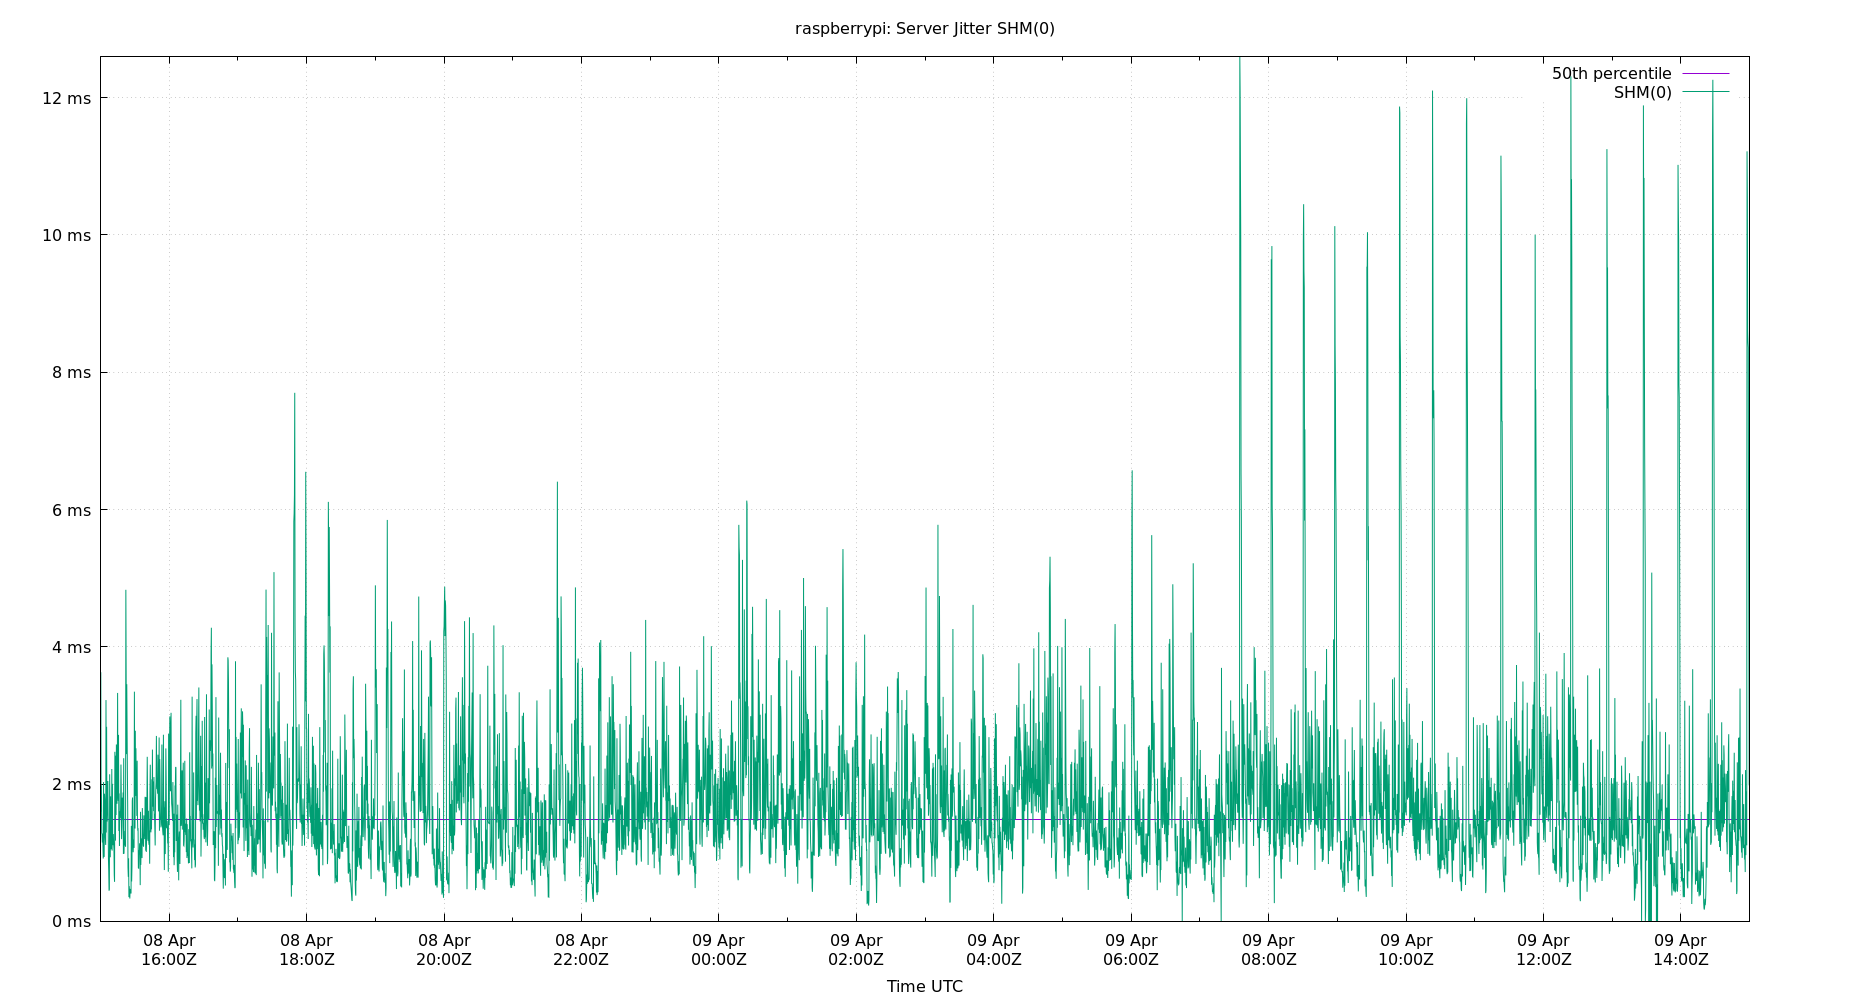 raspberrypi: Server Jitter SHM(0)
50th percentile
SHM(0)
12 ms
10 ms
8 ms
6 ms
4 ms
2 ms
0 ms
08 Apr 08 Apr 08 Apr 08 Apr 09 Apr 09 Apr 09 Apr 09 Apr 09 Apr 09 Apr 09 Apr 09 Apr
16:00Z 18:00Z 20:00Z 22:00Z 00:00Z 02:00Z 04:00Z 06:00Z 08:00Z 10:00Z 12:00Z 14:00Z
Time UTC